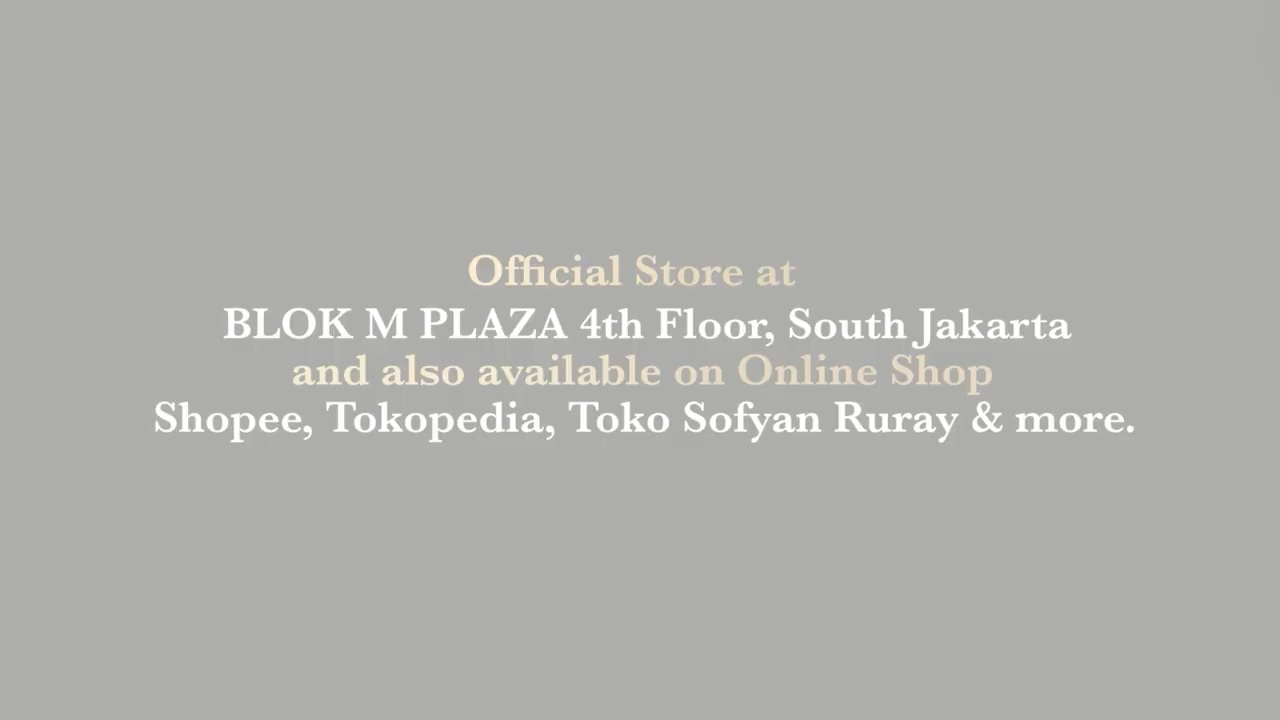 Official Store at
BLOK M PLAZA 4th Floor, South Jakarta
and also available on Online Shop
Shopee, Tokopedia, Toko Sofyan Ruray & more.